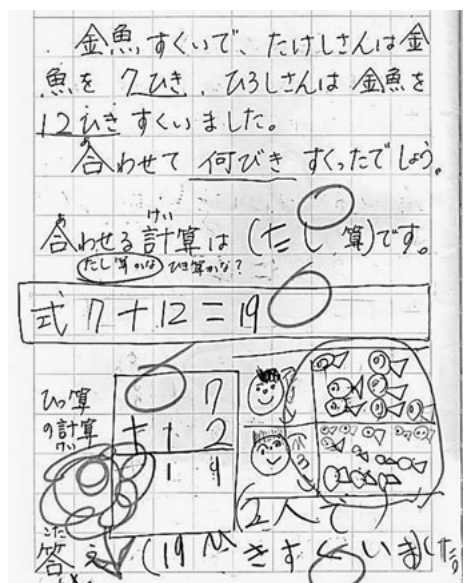 金魚すくいで、たけしさんは金
魚を 7ひき、ひろしさんは金魚を
12ひきすくいました。
合わせて何びきすくったでしょう。
合わせる計算は(たし算)です。
たし算かな ひき算かな?
式 7+12=19
ひっ算
の計算
7
+12
19
2人で
答え(19ひきすくいました。